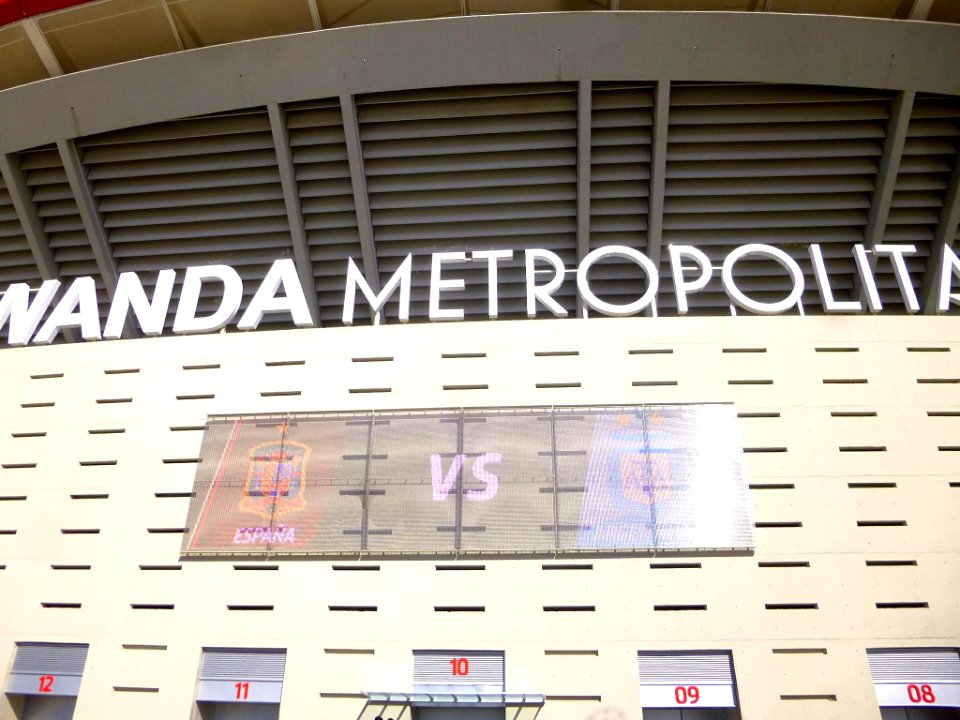 WANDA METROPOLITA
VS
ESPAÑA
12 11 10 09 08